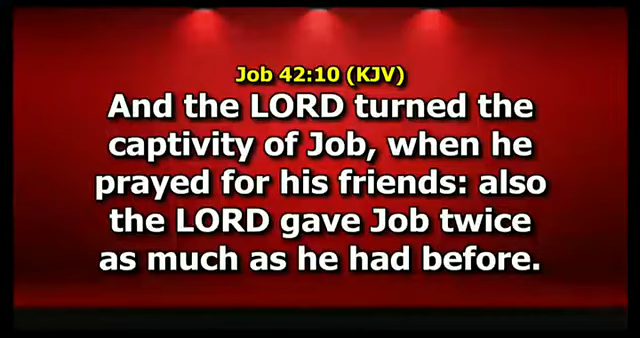 Job 42:10 (KJV)
And the LORD turned the
captivity of Job, when he
prayed for his friends: also
the LORD gave Job twice
as much as he had before.